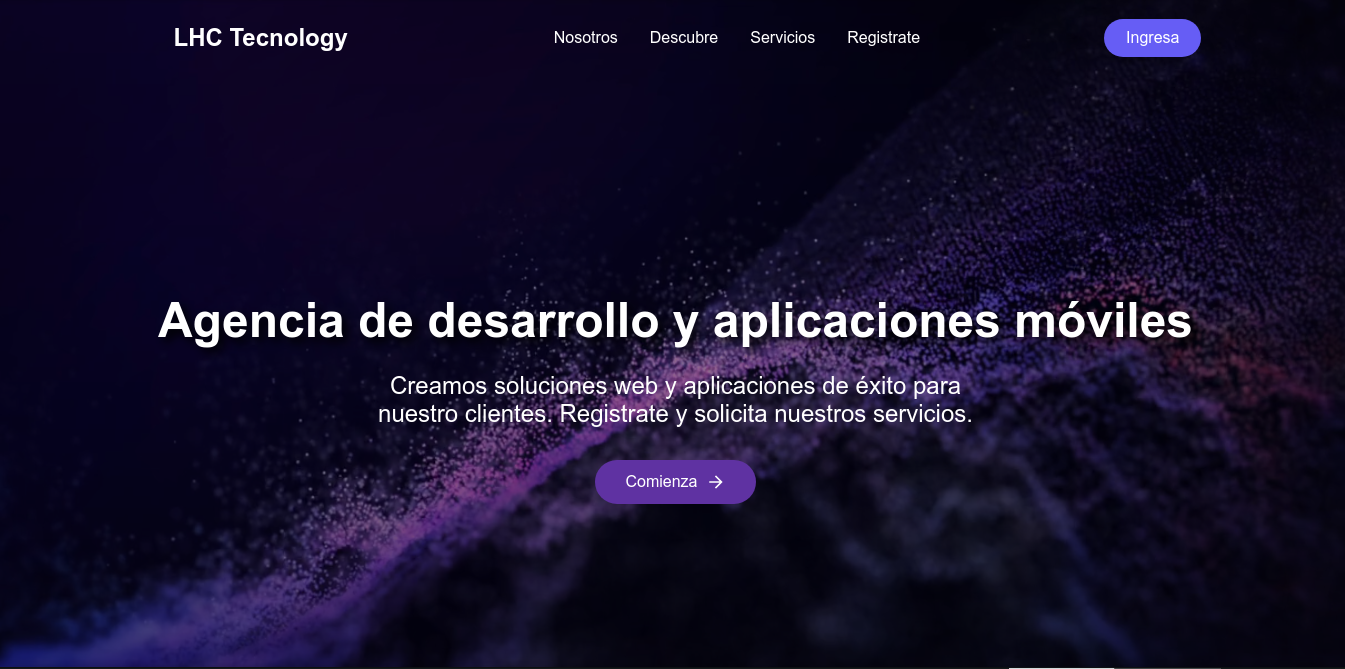 LHC Tecnology
Nosotros
Descubre
Servicios
Registrate
Ingresa
Agencia de desarrollo y aplicaciones móviles
Creamos soluciones web y aplicaciones de éxito para
nuestro clientes. Registrate y solicita nuestros servicios.
Comienza